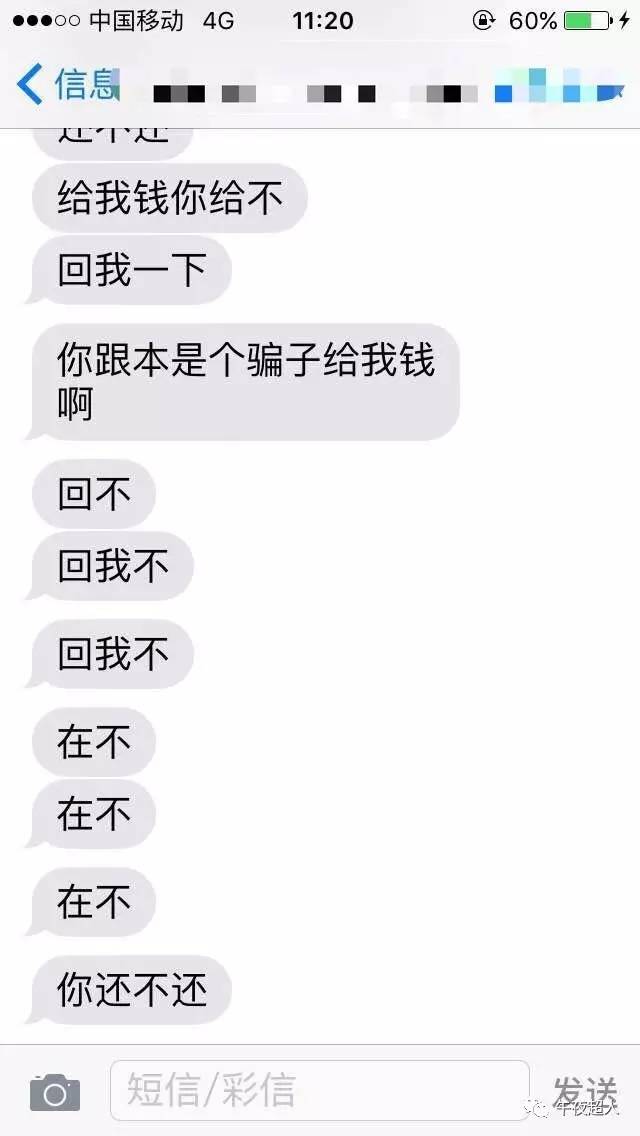 中国移动 4G 11:20 60%
信息
还不还
给我钱你给不
回我一下
你跟本是个骗子给我钱
啊
回不
回我不
回我不
在不
在不
在不
你还不还
短信/彩信 发送
午夜超人